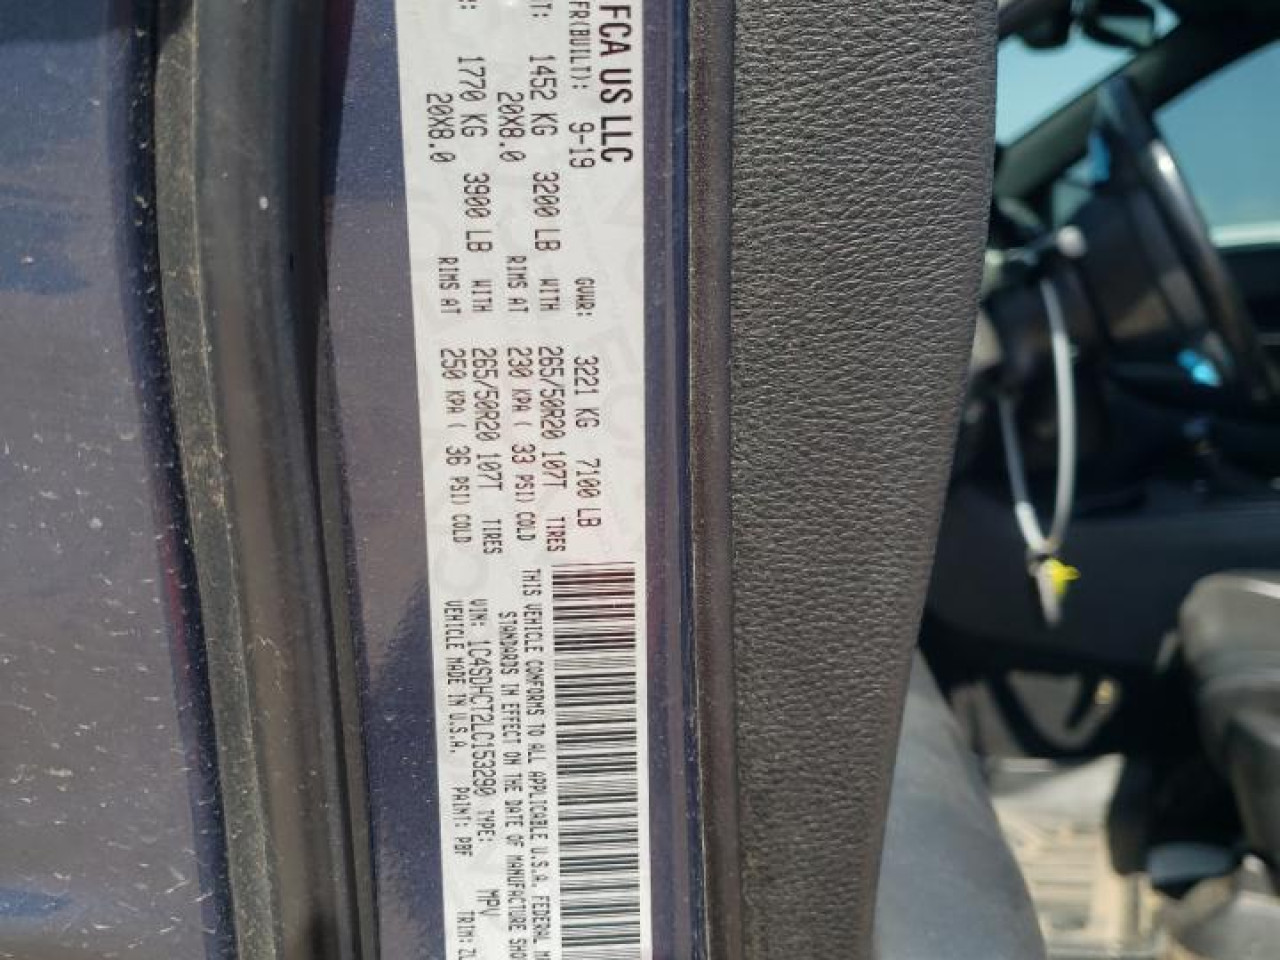 FCA US LLC
FR(BUILT): 9-19 GVWR: 3221 KG 7100 LB
T: 1452 KG 3200 LB WITH 265/50R20 107T TIRES
20X8.0 RIMS AT 230 KPA ( 33 PSI) COLD
: 1770 KG 3900 LB WITH 265/50R20 107T TIRES
20X8.0 RIMS AT 250 KPA ( 36 PSI) COLD
THIS VEHICLE CONFORMS TO ALL APPLICABLE U.S.A. FEDERAL M
STANDARDS IN EFFECT ON THE DATE OF MANUFACTURE SHO
VIN: 1C4SDHCT2LC153290 TYPE: MPV
VEHICLE MADE IN U.S.A. PAINT: PBF TRIM: ZL